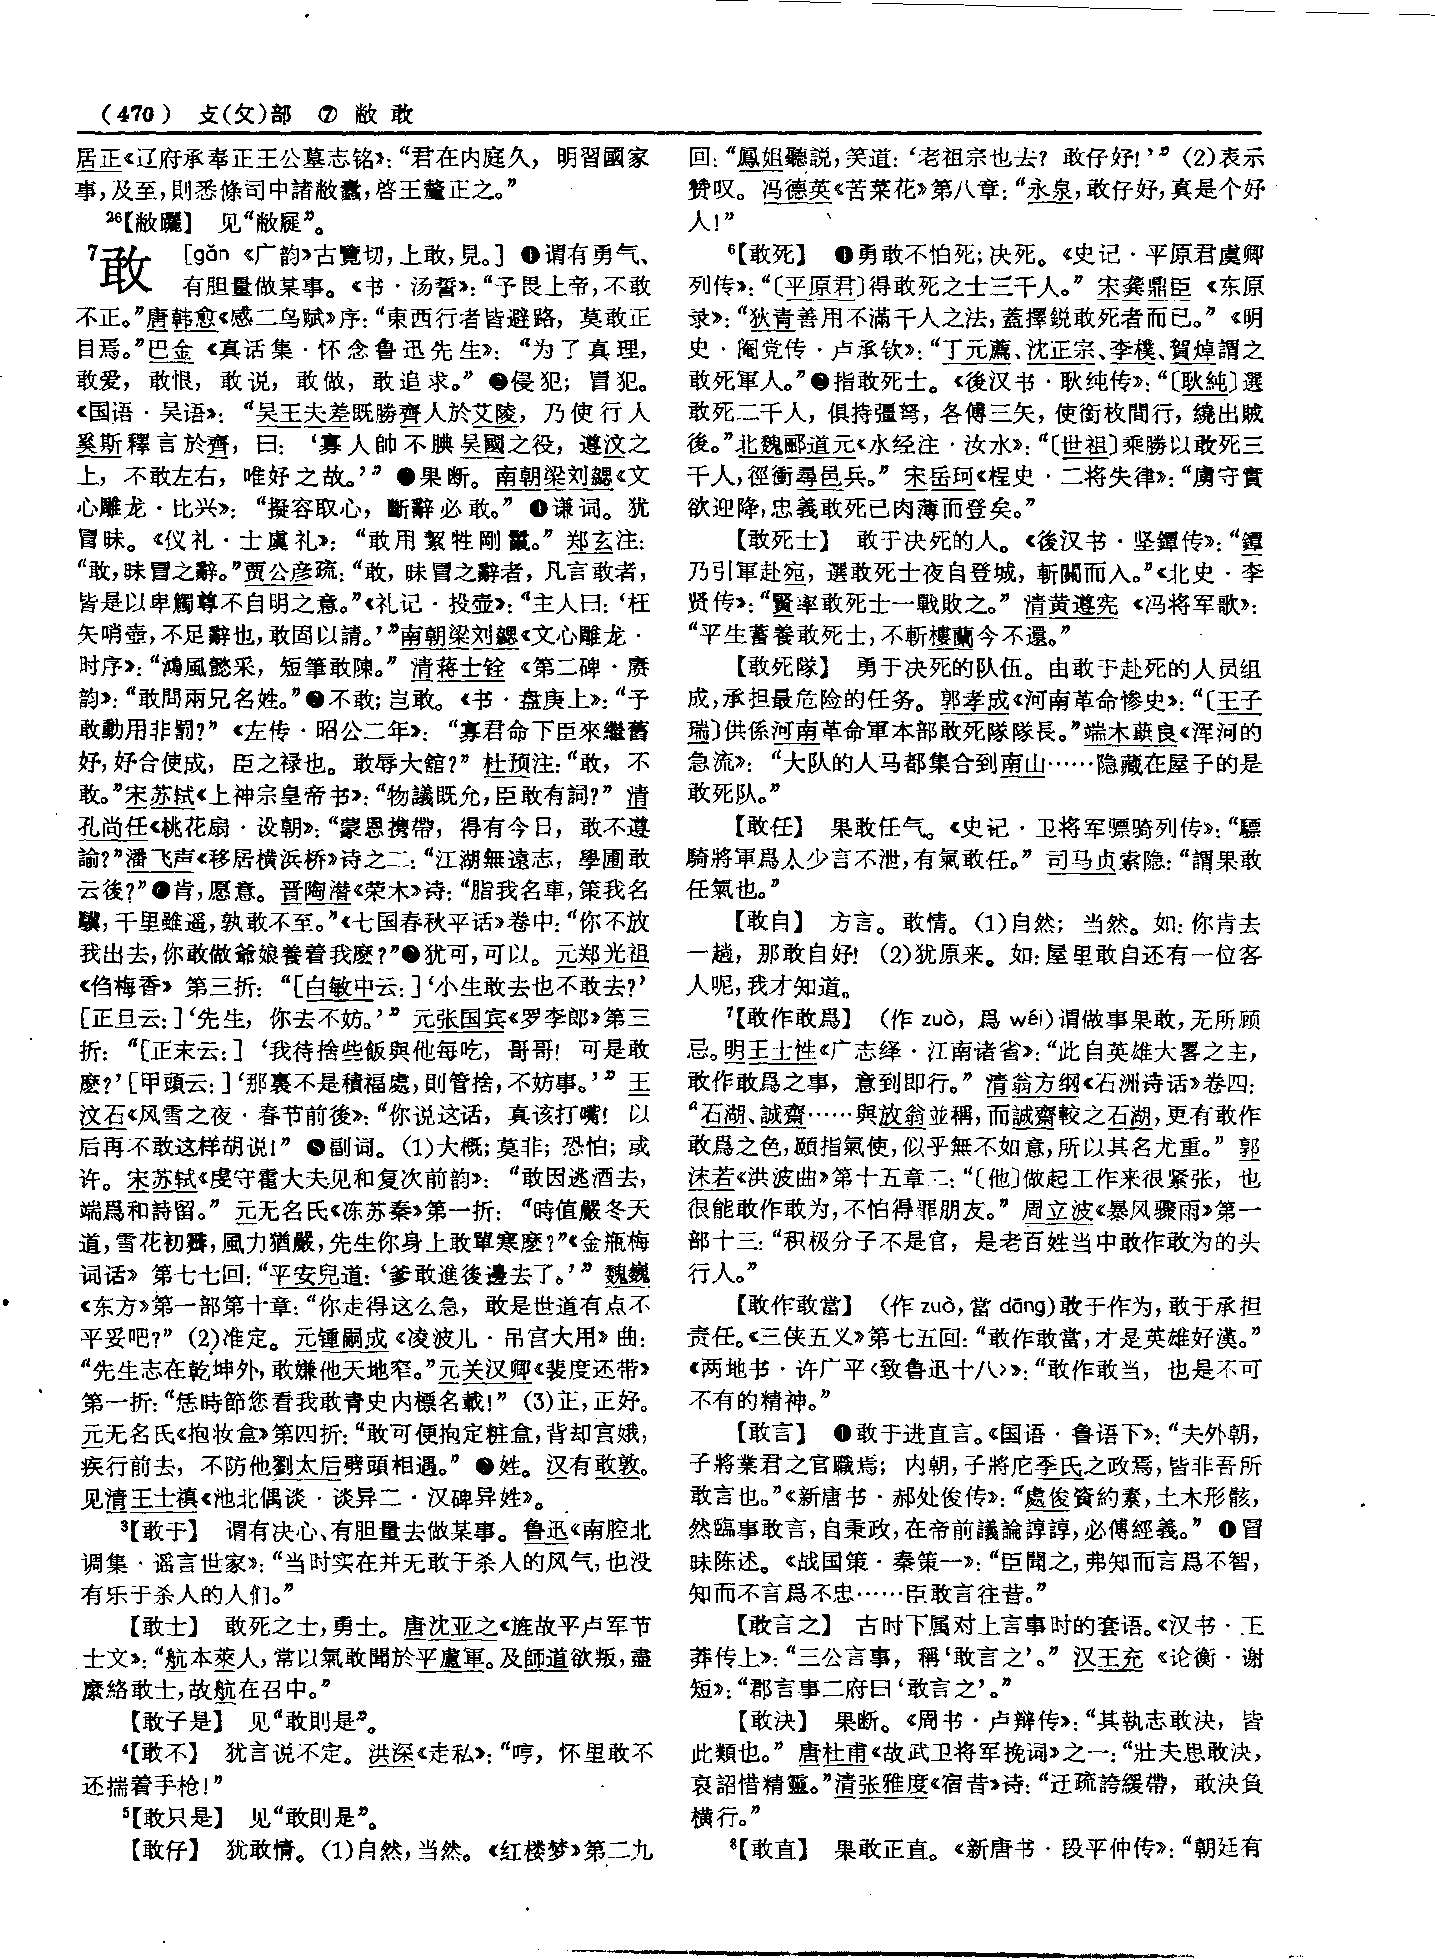 （470） 攴(攵)部 ⑦ 敝 敢
居正《辽府承奉正王公墓志铭》：“君在内庭久，明習國家
事，及至，則悉條司中諸敝蠹，啓王釐正之。”
²⁶【敝躧】 见“敝屣”。
⁷敢 ［gǎn 《广韵》古覽切，上敢，見。］ ❶谓有勇气、
有胆量做某事。《书·汤誓》：“予畏上帝，不敢
不正。”唐韩愈《感二鸟赋》序：“東西行者皆避路，莫敢正
目焉。”巴金《真话集·怀念鲁迅先生》：“为了真理，
敢爱，敢恨，敢说，敢做，敢追求。” ❷侵犯；冒犯。
《国语·吴语》：“吴王夫差既勝齊人於艾陵，乃使行人
奚斯釋言於齊，曰：‘寡人帥不腆吴國之役，遵汶之
上，不敢左右，唯好之故。’” ❸果断。南朝梁刘勰《文
心雕龙·比兴》：“擬容取心，斷辭必敢。” ❹谦词。犹
冒昧。《仪礼·士虞礼》：“敢用絜牲剛鬣。” 郑玄注：
“敢，昧冒之辭。”贾公彦疏：“敢，昧冒之辭者，凡言敢者，
皆是以卑觸尊不自明之意。”《礼记·投壶》：“主人曰：‘枉
矢哨壺，不足辭也，敢固以請。’”南朝梁刘勰《文心雕龙·
时序》：“鴻風懿采，短筆敢陳。” 清蒋士铨《第二碑·赓
韵》：“敢問兩兄名姓。”❺不敢；岂敢。《书·盘庚上》：“予
敢動用非罰？”《左传·昭公二年》：“寡君命下臣來繼舊
好，好合使成，臣之禄也。敢辱大館？” 杜预注：“敢，不
敢。”宋苏轼《上神宗皇帝书》：“物議既允，臣敢有詞？” 清
孔尚任《桃花扇·设朝》：“蒙恩携帶，得有今日，敢不遵
諭？”潘飞声《移居横浜桥》诗之二：“江湖無遠志，學圃敢
云後？”❻肯，愿意。晋陶潜《荣木》诗：“脂我名車，策我名
驥，千里雖遥，孰敢不至。”《七国春秋平话》卷中：“你不放
我出去，你敢做爺娘養着我麽？”❼犹可，可以。元郑光祖
《㑇梅香》第三折：“［白敏中云：］‘小生敢去也不敢去？’
［正旦云：］‘先生，你去不妨。’” 元张国宾《罗李郎》第三
折：“［正末云：］‘我待捨些飯與他每吃，哥哥！可是敢
麽？’［甲頭云：］‘那裏不是積福處，則管捨，不妨事。’” 王
汶石《风雪之夜·春节前後》：“你说这话，真该打嘴！以
后再不敢这样胡说！” ❽副词。(1)大概；莫非；恐怕；或
许。宋苏轼《虔守霍大夫见和复次前韵》：“敢因逃酒去，
端爲和詩留。” 元无名氏《冻苏秦》第一折：“時值嚴冬天
道，雪花初飄，風力猶嚴，先生你身上敢單寒麽？”《金瓶梅
词话》第七七回：“平安兒道：‘爹敢進後邊去了。’” 魏巍
《东方》第一部第十章：“你走得这么急，敢是世道有点不
平妥吧？” (2)准定。元锺嗣成《凌波儿·吊宫大用》曲：
“先生志在乾坤外，敢嫌他天地窄。”元关汉卿《裴度还带》
第一折：“恁時節您看我敢青史内標名載！” (3)正，正好。
元无名氏《抱妆盒》第四折：“敢可便抱定粧盒，背却宫娥，
疾行前去，不防他劉太后劈頭相遇。” ❾姓。汉有敢敦。
见清王士禛《池北偶谈·谈异二·汉碑异姓》。
³【敢于】 谓有决心、有胆量去做某事。鲁迅《南腔北
调集·谣言世家》：“当时实在并无敢于杀人的风气，也没
有乐于杀人的人们。”
【敢士】 敢死之士，勇士。唐沈亚之《旌故平卢军节
士文》：“航本萊人，常以氣敢聞於平盧軍。及師道欲叛，盡
縻絡敢士，故航在召中。”
【敢子是】 见“敢則是”。
⁴【敢不】 犹言说不定。洪深《走私》：“哼，怀里敢不
还揣着手枪！”
⁵【敢只是】 见“敢則是”。
【敢仔】 犹敢情。(1)自然，当然。《红楼梦》第二九
回：“鳳姐聽説，笑道：‘老祖宗也去？敢仔好！’” (2)表示
赞叹。冯德英《苦菜花》第八章：“永泉，敢仔好，真是个好
人！”
⁶【敢死】 ❶勇敢不怕死；决死。《史记·平原君虞卿
列传》：“〔平原君〕得敢死之士三千人。” 宋龚鼎臣《东原
录》：“狄青善用不滿千人之法，蓋擇鋭敢死者而已。”《明
史·阉党传·卢承钦》：“丁元薦、沈正宗、李樸、賀烺謂之
敢死軍人。”❷指敢死士。《後汉书·耿纯传》：“〔耿純〕選
敢死二千人，俱持彊弩，各傅三矢，使銜枚間行，繞出賊
後。”北魏郦道元《水经注·汝水》：“〔世祖〕乘勝以敢死三
千人，徑衝尋邑兵。” 宋岳珂《桯史·二将失律》：“虜守實
欲迎降，忠義敢死已肉薄而登矣。”
【敢死士】 敢于决死的人。《後汉书·坚鐔传》：“鐔
乃引軍赴宛，選敢死士夜自登城，斬關而入。”《北史·李
贤传》：“賢率敢死士一戰敗之。” 清黄遵宪《冯将军歌》：
“平生蓄養敢死士，不斬樓蘭今不還。”
【敢死隊】 勇于决死的队伍。由敢于赴死的人员组
成，承担最危险的任务。郭孝成《河南革命惨史》：“〔王子
瑞〕供係河南革命軍本部敢死隊隊長。”端木蕻良《浑河的
急流》：“大队的人马都集合到南山……隐藏在屋子的是
敢死队。”
【敢任】 果敢任气。《史记·卫将军骠骑列传》：“驃
騎將軍爲人少言不泄，有氣敢任。” 司马贞索隐：“謂果敢
任氣也。”
【敢自】 方言。敢情。(1)自然；当然。如：你肯去
一趟，那敢自好！ (2)犹原来。如：屋里敢自还有一位客
人呢，我才知道。
⁷【敢作敢爲】 （作 zuò，爲 wéi）谓做事果敢，无所顾
忌。明王士性《广志绎·江南诸省》：“此自英雄大畧之主，
敢作敢爲之事，意到即行。” 清翁方纲《石洲诗话》卷四：
“石湖、誠齋……與放翁並稱，而誠齋較之石湖，更有敢作
敢爲之色，頤指氣使，似乎無不如意，所以其名尤重。” 郭
沫若《洪波曲》第十五章二：“〔他〕做起工作来很紧张，也
很能敢作敢为，不怕得罪朋友。” 周立波《暴风骤雨》第一
部十三：“积极分子不是官，是老百姓当中敢作敢为的头
行人。”
【敢作敢當】 （作 zuò，當 dāng）敢于作为，敢于承担
责任。《三侠五义》第七五回：“敢作敢當，才是英雄好漢。”
《两地书·许广平〈致鲁迅十八〉》：“敢作敢当，也是不可
不有的精神。”
【敢言】 ❶敢于进直言。《国语·鲁语下》：“夫外朝，
子將業君之官職焉；内朝，子將庀季氏之政焉，皆非吾所
敢言也。”《新唐书·郝处俊传》：“處俊資約素，土木形骸，
然臨事敢言，自秉政，在帝前議論諄諄，必傅經義。” ❷冒
昧陈述。《战国策·秦策一》：“臣聞之，弗知而言爲不智，
知而不言爲不忠……臣敢言往昔。”
【敢言之】 古时下属对上言事时的套语。《汉书·王
莽传上》：“三公言事，稱‘敢言之’。” 汉王充《论衡·谢
短》：“郡言事二府曰‘敢言之’。”
【敢決】 果断。《周书·卢辩传》：“其執志敢決，皆
此類也。” 唐杜甫《故武卫将军挽词》之一：“壯夫思敢决，
哀詔惜精靈。”清张雅度《宿昔》诗：“迂疏誇緩帶，敢決負
横行。”
⁸【敢直】 果敢正直。《新唐书·段平仲传》：“朝廷有